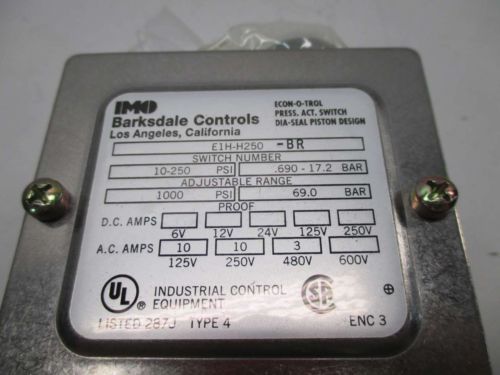 IMO
Barksdale Controls
Los Angeles, California
ECON-O-TROL
PRESS. ACT. SWITCH
DIA-SEAL PISTON DESIGN
E1H-H250 -BR
SWITCH NUMBER
10-250 PSI .690 - 17.2 BAR
ADJUSTABLE RANGE
1000 PSI 69.0 BAR
PROOF
D.C. AMPS
6V 12V 24V 125V 250V
A.C. AMPS 10 10 3
125V 250V 480V 600V
UL ® INDUSTRIAL CONTROL
EQUIPMENT
SA
LISTED 287J TYPE 4 ENC 3